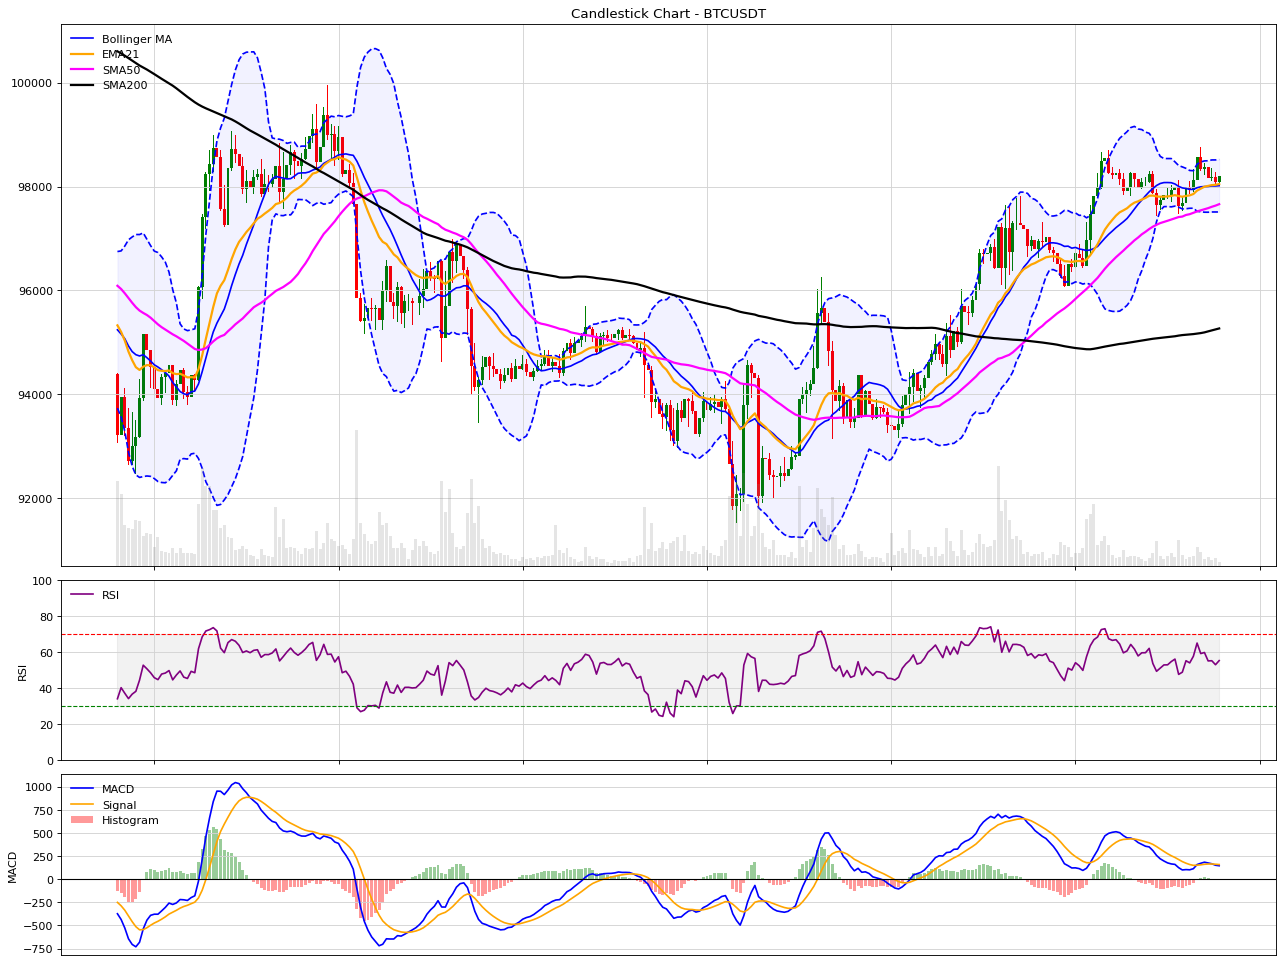 Candlestick Chart - BTCUSDT
Bollinger MA
EMA21
SMA50
SMA200
100000
98000
96000
94000
92000
RSI
100
80
60
40
20
0
RSI
MACD
Signal
Histogram
1000
750
500
250
0
−250
−500
−750
MACD